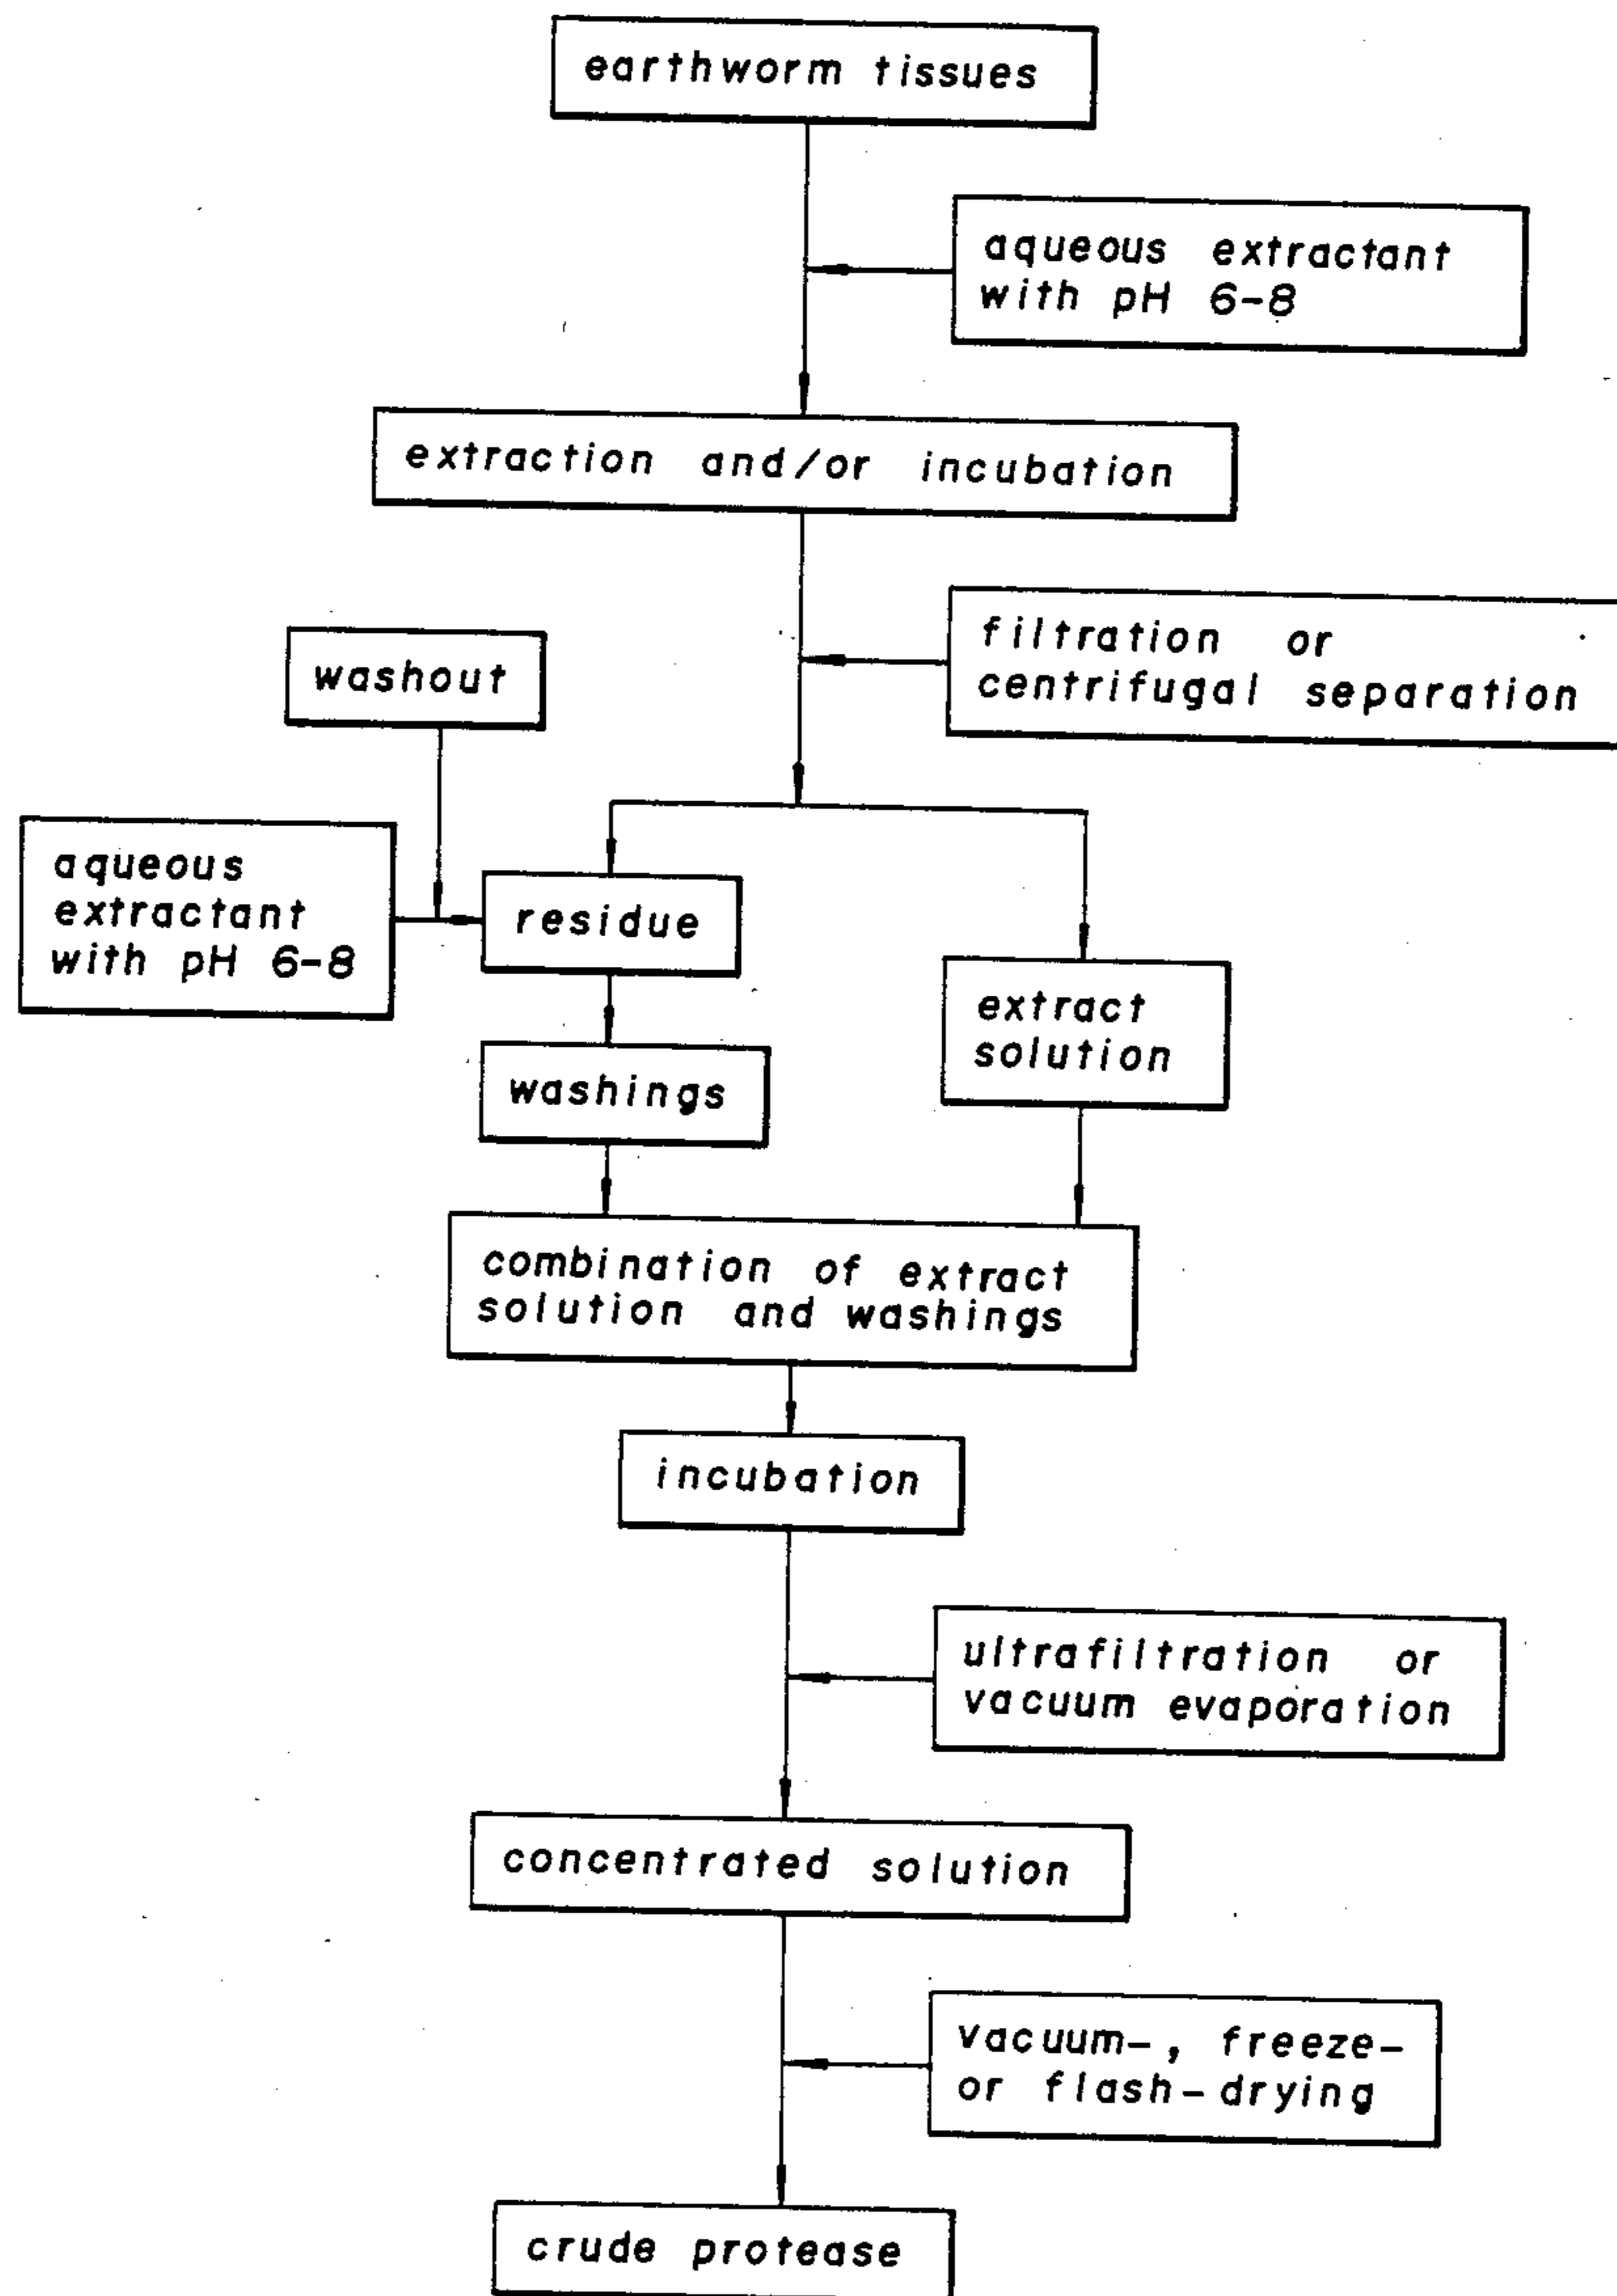 earthworm tissues
aqueous extractant
with pH 6-8
extraction and/or incubation
filtration or
centrifugal separation
washout
aqueous
extractant
with pH 6-8
residue
extract
solution
washings
combination of extract
solution and washings
incubation
ultrafiltration or
vacuum evaporation
concentrated solution
vacuum-, freeze-
or flash-drying
crude protease